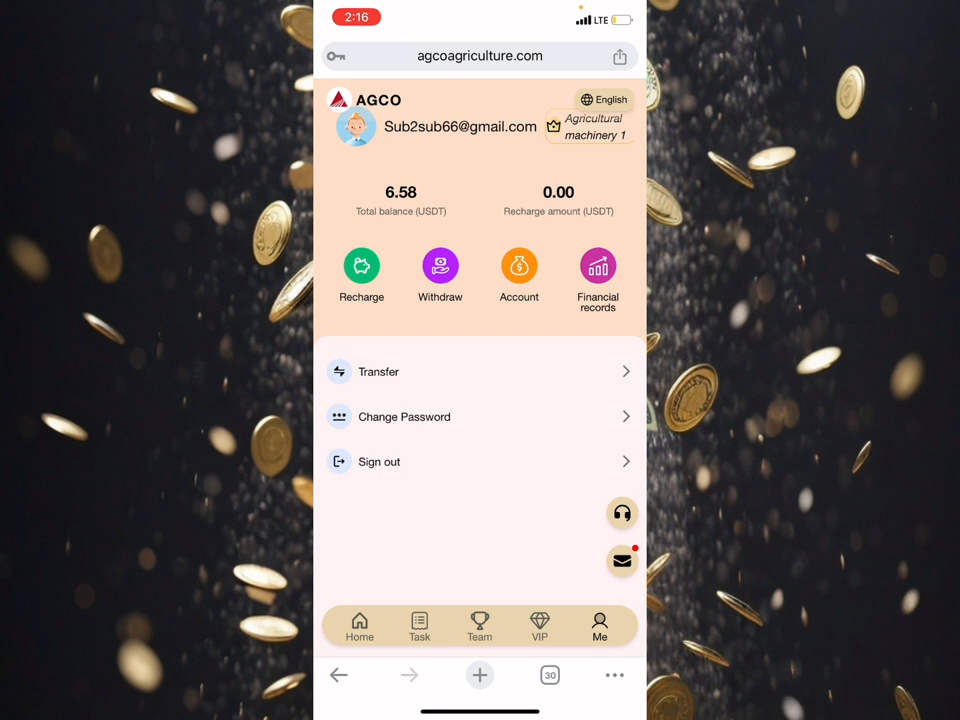 2:16
LTE
agcoagriculture.com
AGCO
English
Sub2sub66@gmail.com
Agricultural
machinery 1
6.58
0.00
Total balance (USDT)
Recharge amount (USDT)
Recharge
Withdraw
Account
Financial
records
Transfer
Change Password
Sign out
Home
Task
Team
VIP
Me
30